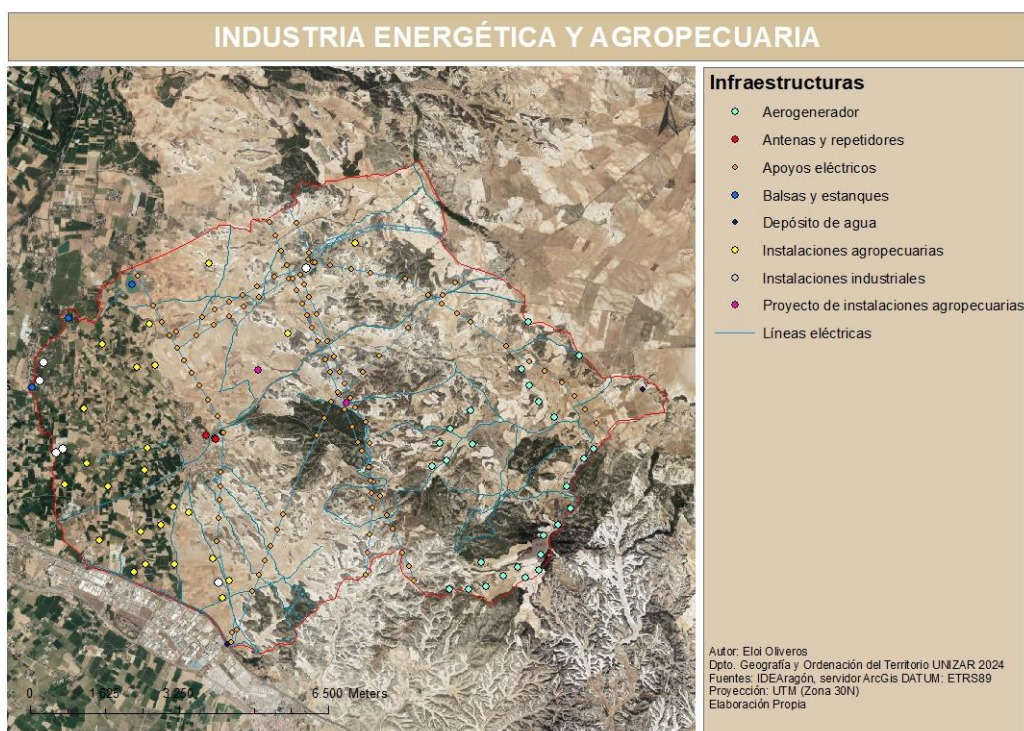 INDUSTRIA ENERGÉTICA Y AGROPECUARIA
Infraestructuras
Aerogenerador
Antenas y repetidores
Apoyos eléctricos
Balsas y estanques
Depósito de agua
Instalaciones agropecuarias
Instalaciones industriales
Proyecto de instalaciones agropecuarias
Líneas eléctricas
Autor: Eloi Oliveros
Dpto. Geografía y Ordenación del Territorio UNIZAR 2024
Fuentes: IDEAragón, servidor ArcGis DATUM: ETRS89
Proyección: UTM (Zona 30N)
Elaboración Propia
0 1.625 3.250 6.500 Meters